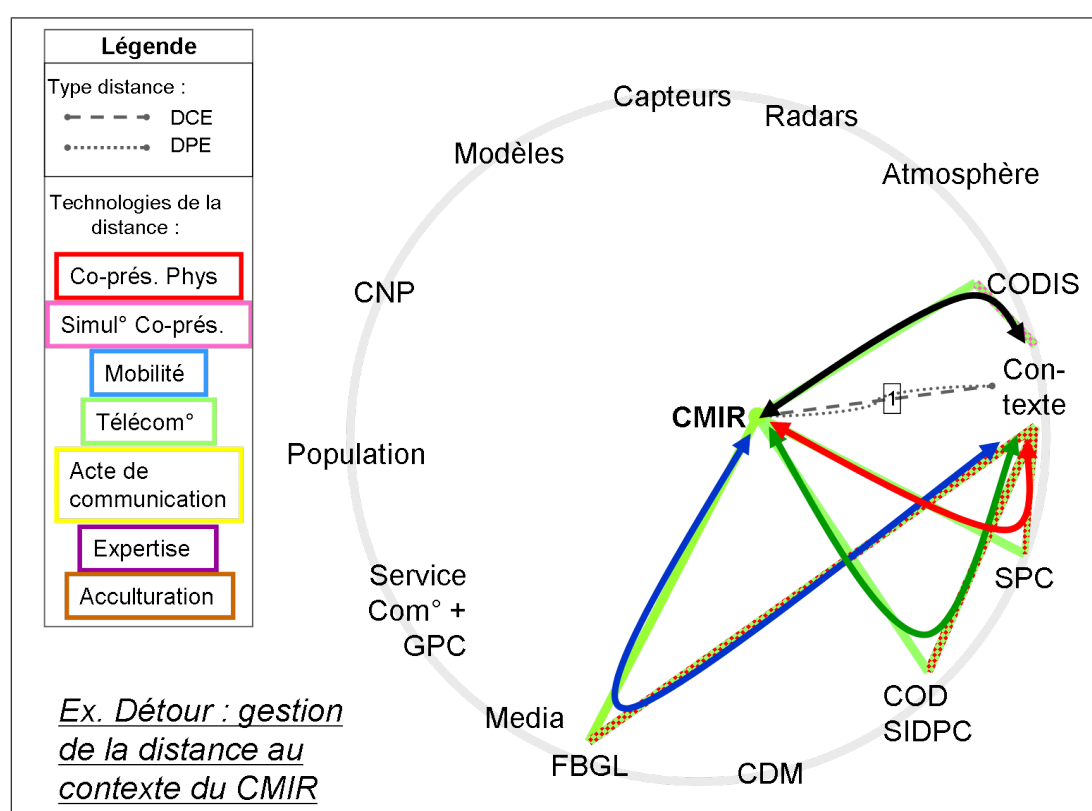 Légende
Type distance :
DCE
DPE
Technologies de la
distance :
Co-prés. Phys
Simul° Co-prés.
Mobilité
Télécom°
Acte de
communication
Expertise
Acculturation
Ex. Détour : gestion
de la distance au
contexte du CMIR
Capteurs
Radars
Modèles
Atmosphère
CNP
CODIS
Con-
texte
1
CMIR
Population
Service
Com° +
GPC
SPC
Media
FBGL
CDM
COD
SIDPC